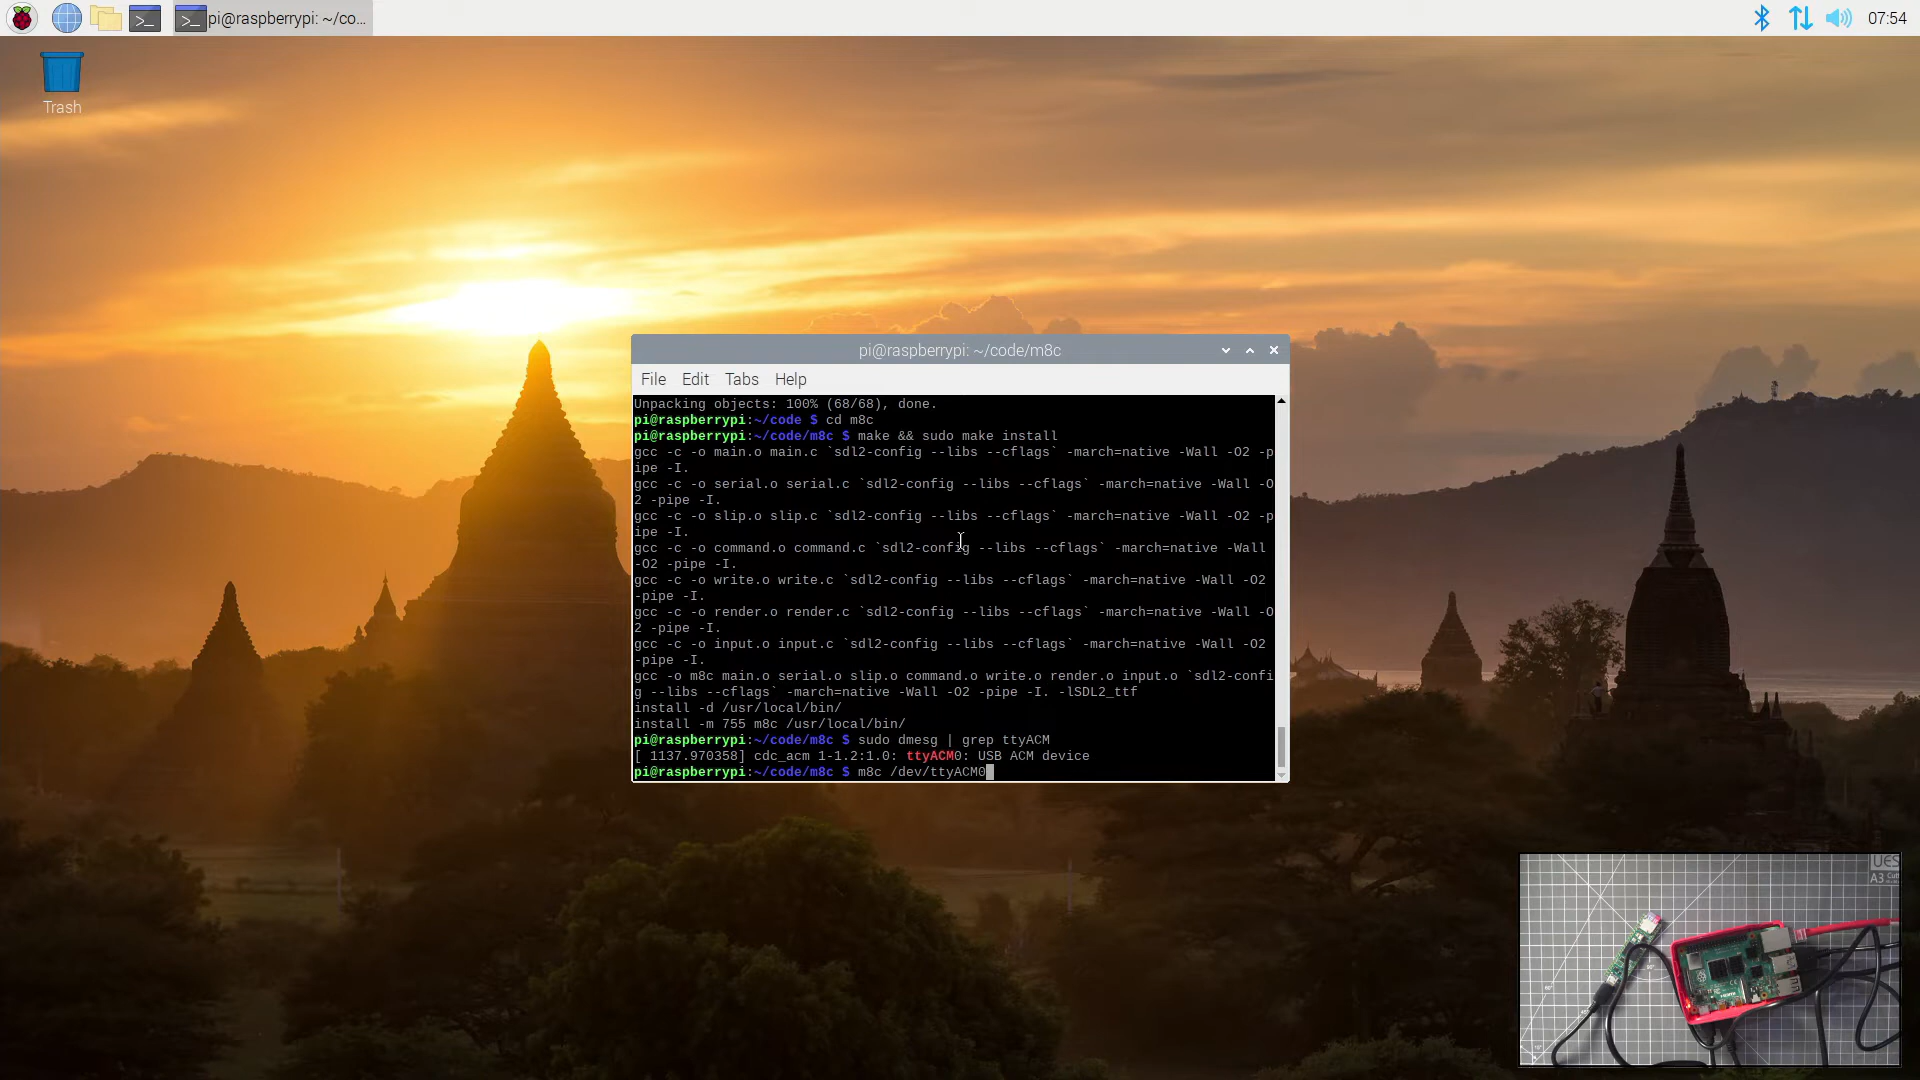 pi@raspberrypi: ~/co...
07:54
Trash
pi@raspberrypi: ~/code/m8c
File Edit Tabs Help
Unpacking objects: 100% (68/68), done.
pi@raspberrypi:~/code $ cd m8c
pi@raspberrypi:~/code/m8c $ make && sudo make install
gcc -c -o main.o main.c `sdl2-config --libs --cflags` -march=native -Wall -O2 -p
ipe -I.
gcc -c -o serial.o serial.c `sdl2-config --libs --cflags` -march=native -Wall -O
2 -pipe -I.
gcc -c -o slip.o slip.c `sdl2-config --libs --cflags` -march=native -Wall -O2 -p
ipe -I.
gcc -c -o command.o command.c `sdl2-config --libs --cflags` -march=native -Wall
-O2 -pipe -I.
gcc -c -o write.o write.c `sdl2-config --libs --cflags` -march=native -Wall -O2
-pipe -I.
gcc -c -o render.o render.c `sdl2-config --libs --cflags` -march=native -Wall -O
2 -pipe -I.
gcc -c -o input.o input.c `sdl2-config --libs --cflags` -march=native -Wall -O2
-pipe -I.
gcc -o m8c main.o serial.o slip.o command.o write.o render.o input.o `sdl2-confi
g --libs --cflags` -march=native -Wall -O2 -pipe -I. -lSDL2_ttf
install -d /usr/local/bin/
install -m 755 m8c /usr/local/bin/
pi@raspberrypi:~/code/m8c $ sudo dmesg | grep ttyACM
[ 1137.970358] cdc_acm 1-1.2:1.0: ttyACM0: USB ACM device
pi@raspberrypi:~/code/m8c $ m8c /dev/ttyACM0
UES
A3